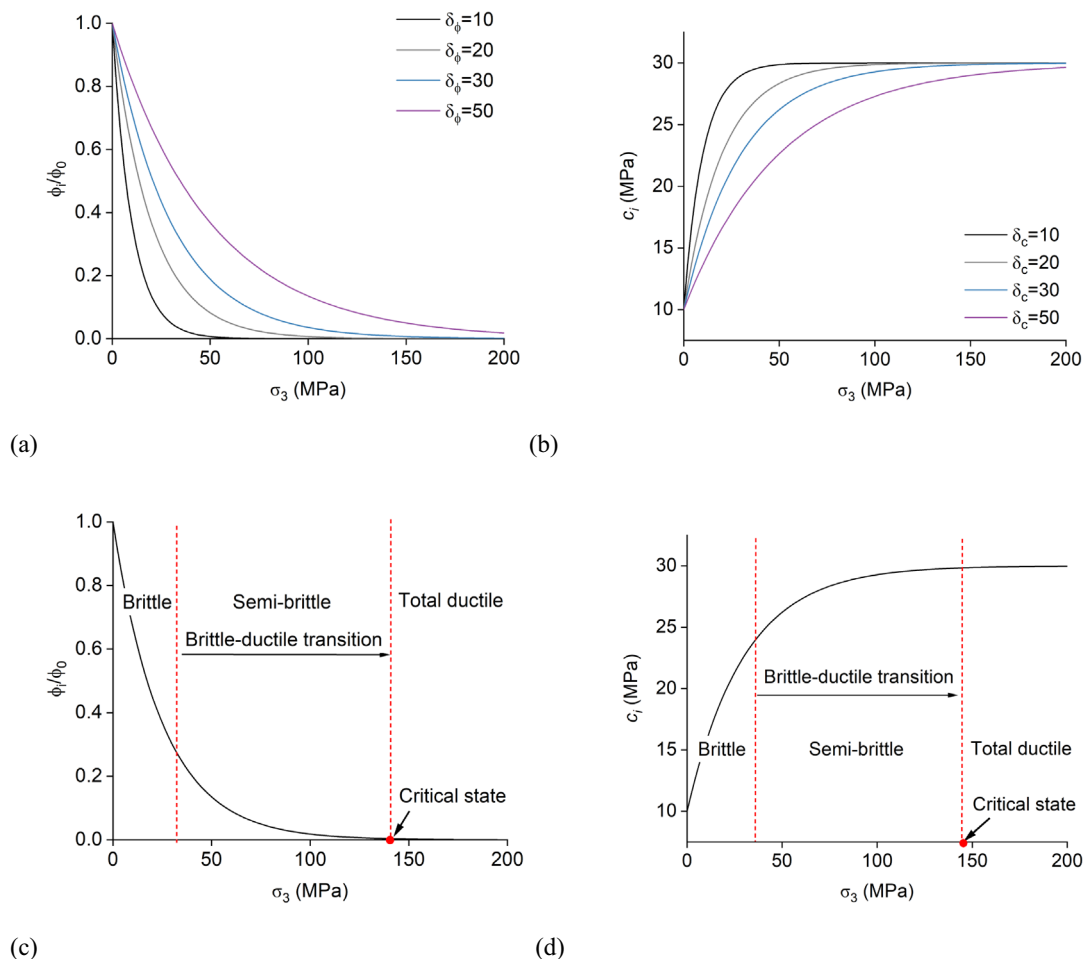 δϕ=10
δϕ=20
δϕ=30
δϕ=50
1.0
0.8
0.6
0.4
0.2
0.0
ϕi/ϕ0
0 50 100 150 200
σ3 (MPa)
(a)
δc=10
δc=20
δc=30
δc=50
30
25
20
15
10
ci (MPa)
0 50 100 150 200
σ3 (MPa)
(b)
1.0
0.8
0.6
0.4
0.2
0.0
ϕi/ϕ0
Brittle Semi-brittle Total ductile
Brittle-ductile transition
Critical state
0 50 100 150 200
σ3 (MPa)
(c)
30
25
20
15
10
ci (MPa)
Brittle-ductile transition
Brittle Semi-brittle Total ductile
Critical state
0 50 100 150 200
σ3 (MPa)
(d)